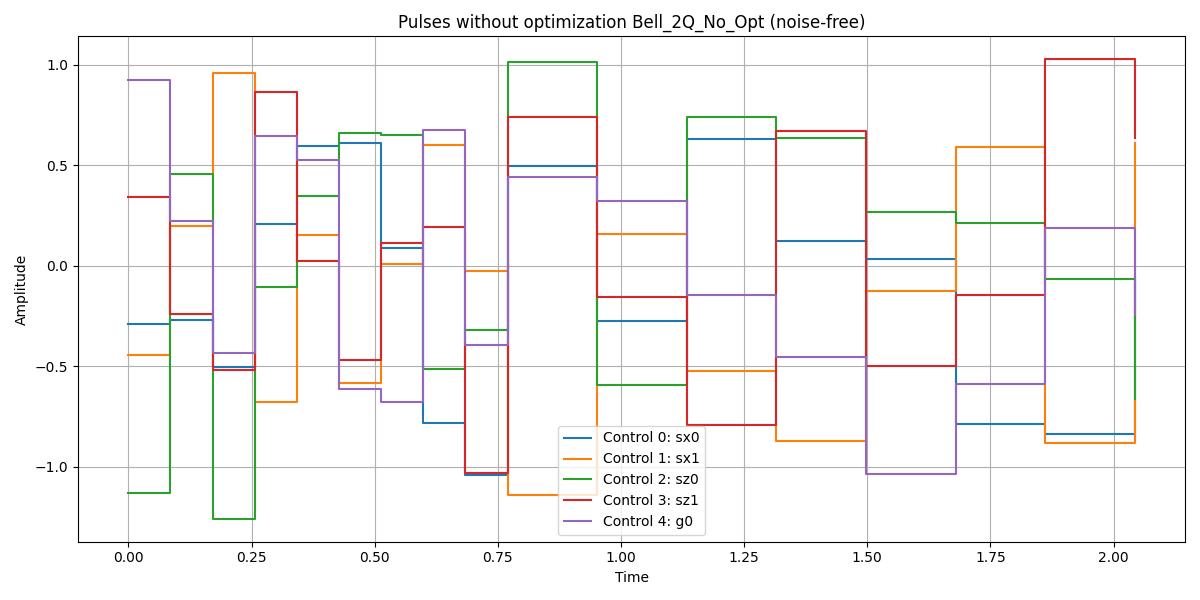 Pulses without optimization Bell_2Q_No_Opt (noise-free)
1.0
0.5
0.0
−0.5
−1.0
Amplitude
Control 0: sx0
Control 1: sx1
Control 2: sz0
Control 3: sz1
Control 4: g0
0.00 0.25 0.50 0.75 1.00 1.25 1.50 1.75 2.00
Time